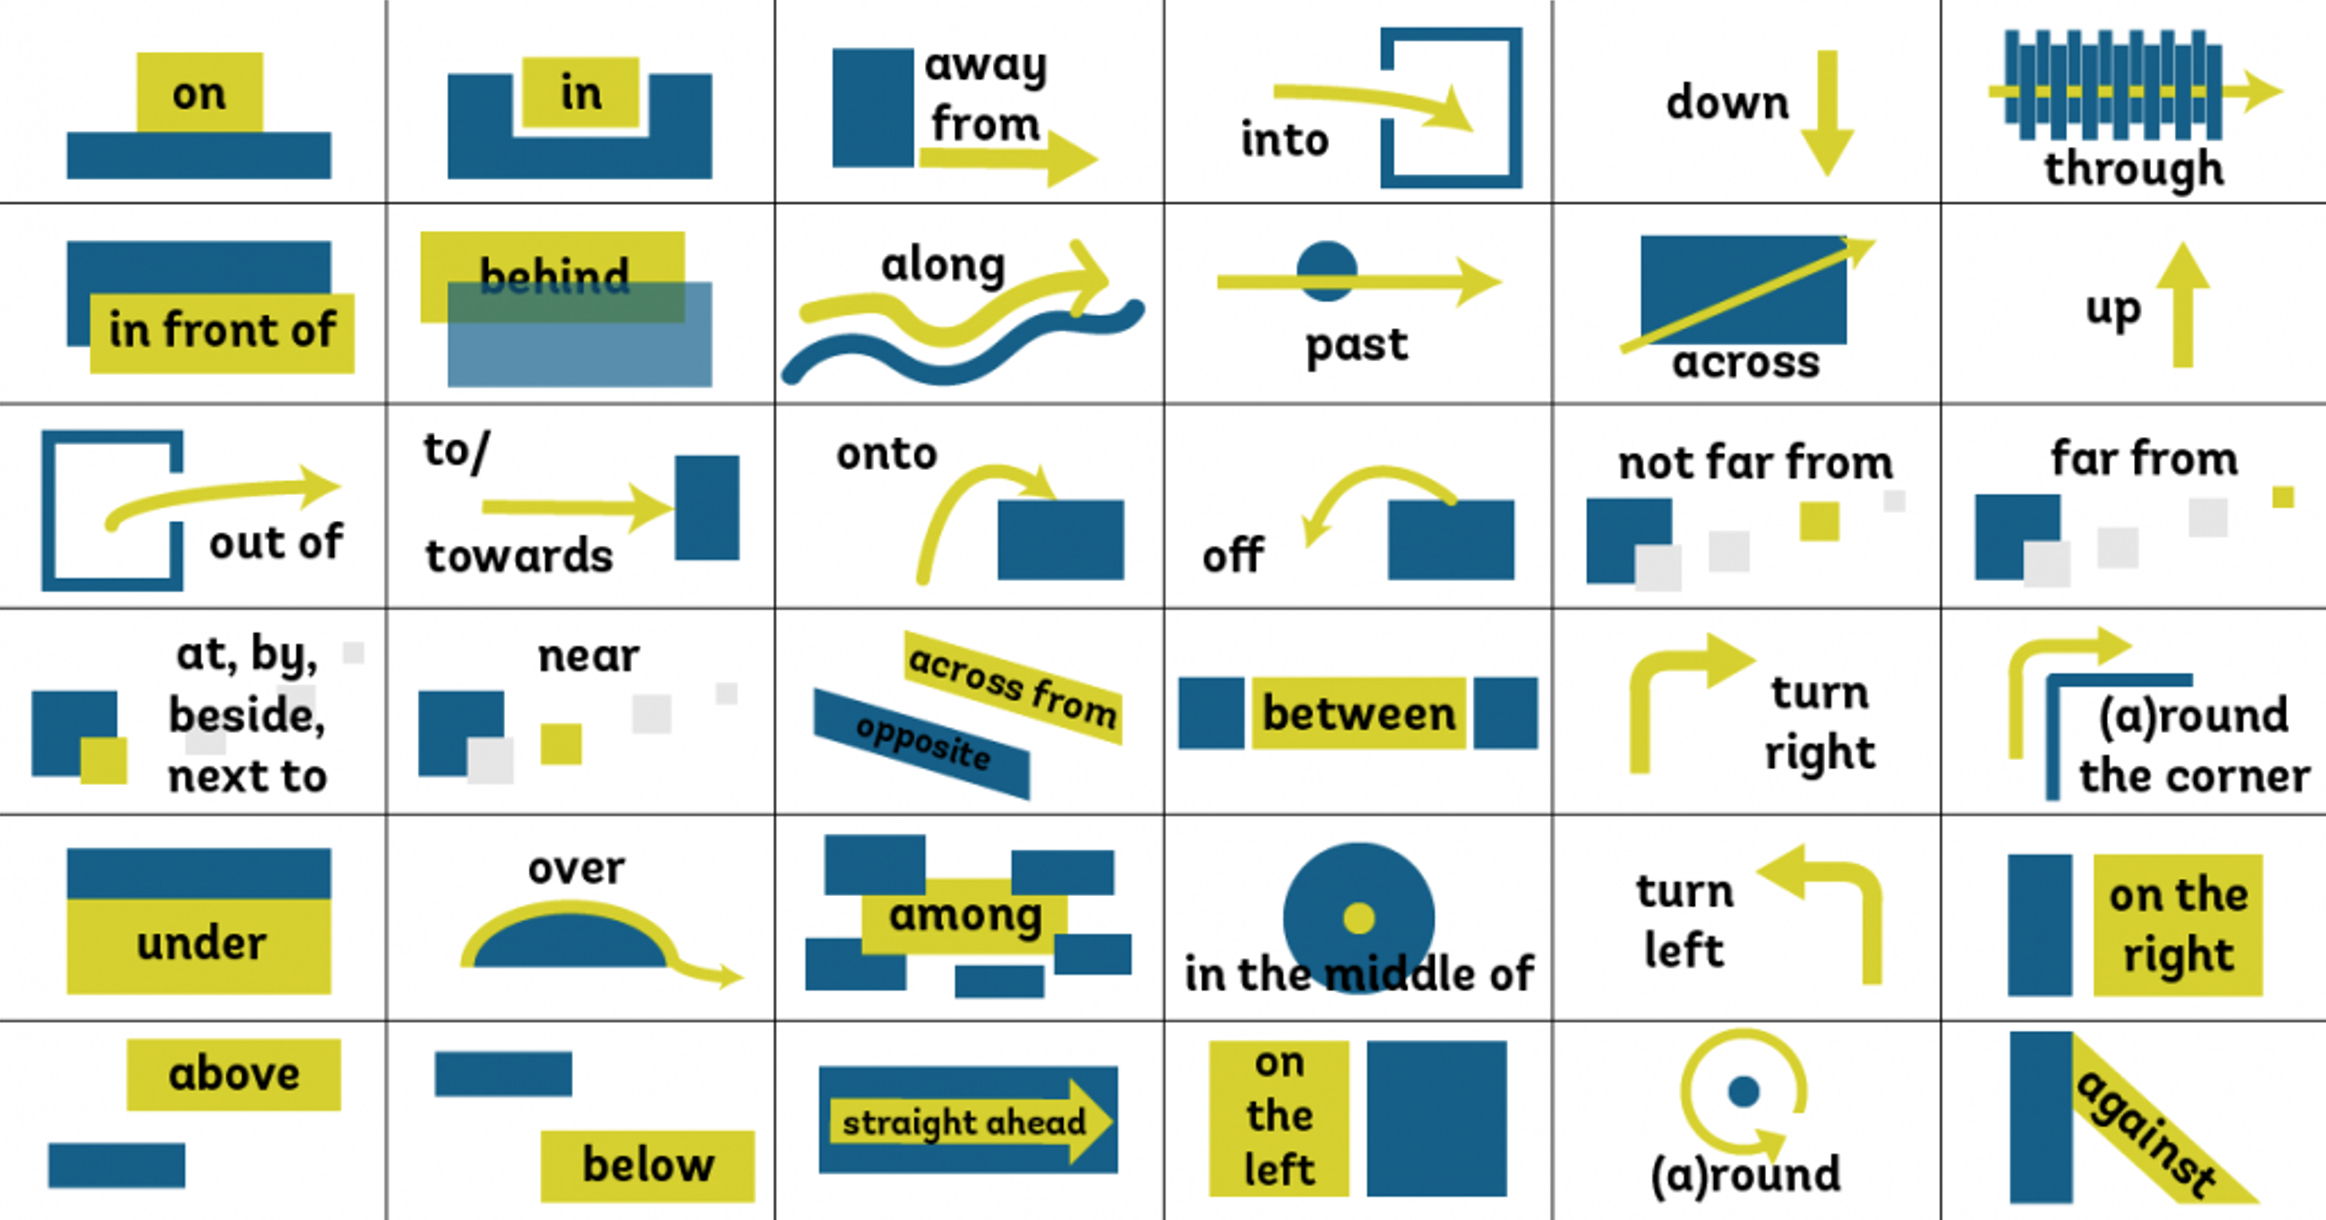 on
in
away
from
into
down
through
in front of
behind
along
past
across
up
out of
to/
towards
onto
off
not far from
far from
at, by,
beside,
next to
near
across from
opposite
between
turn
right
(a)round
the corner
under
over
among
in the middle of
turn
left
on the
right
above
below
straight ahead
on
the
left
(a)round
against